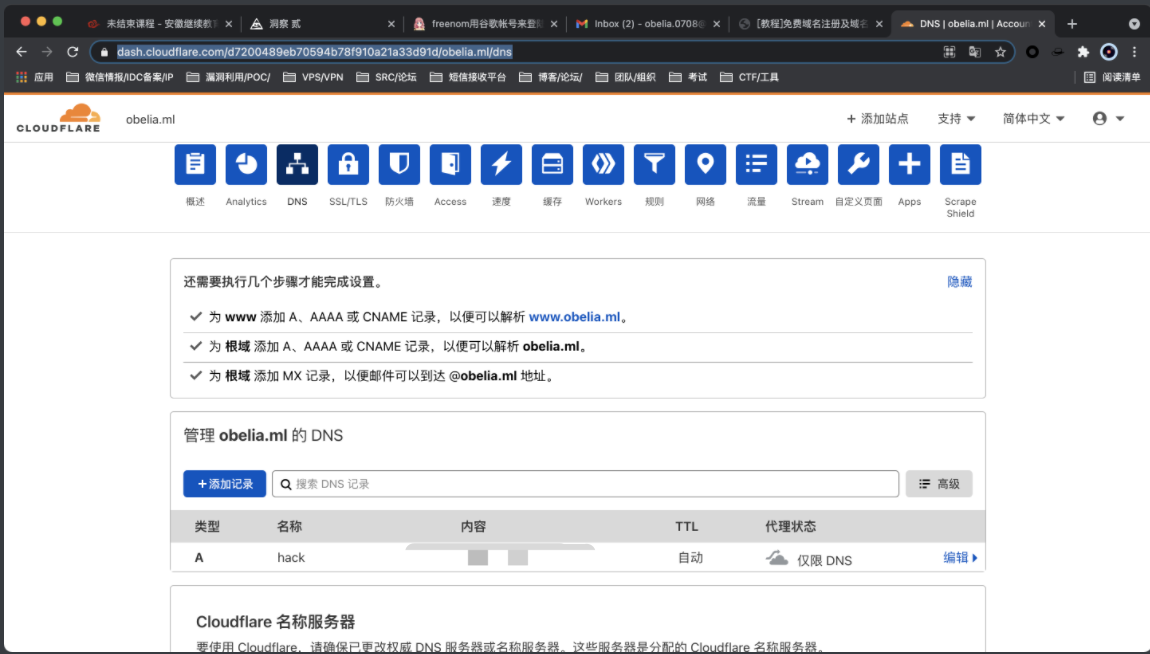 未结束课程 - 安徽继续教
洞察 贰
freenom用谷歌帐号来登
Inbox (2) - obelia.0708
[教程]免费域名注册及域名
DNS | obelia.ml | Accoun
dash.cloudflare.com/d7200489eb70594b78f910a21a33d91d/obelia.ml/dns
应用 微信情报/IDC备案/IP 漏洞利用/POC/ VPS/VPN SRC/论坛 短信接收平台 博客/论坛/ 团队/组织 考试 CTF/工具 阅读清单
CLOUDFLARE obelia.ml + 添加站点 支持 简体中文
概述 Analytics DNS SSL/TLS 防火墙 Access 速度 缓存 Workers 规则 网络 流量 Stream 自定义页面 Apps Scrape Shield
还需要执行几个步骤才能完成设置。 隐藏
为 www 添加 A、AAAA 或 CNAME 记录，以便可以解析 www.obelia.ml。
为 根域 添加 A、AAAA 或 CNAME 记录，以便可以解析 obelia.ml。
为 根域 添加 MX 记录，以便邮件可以到达 @obelia.ml 地址。
管理 obelia.ml 的 DNS
+添加记录 搜索 DNS 记录 高级
类型 名称 内容 TTL 代理状态
A hack 自动 仅限 DNS 编辑
Cloudflare 名称服务器
要使用 Cloudflare，请确保已更改权威 DNS 服务器或名称服务器。这些服务器是分配的 Cloudflare 名称服务器。